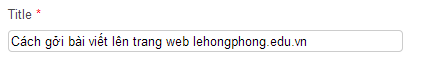 Title *
Cách gởi bài viết lên trang web lehongphong.edu.vn